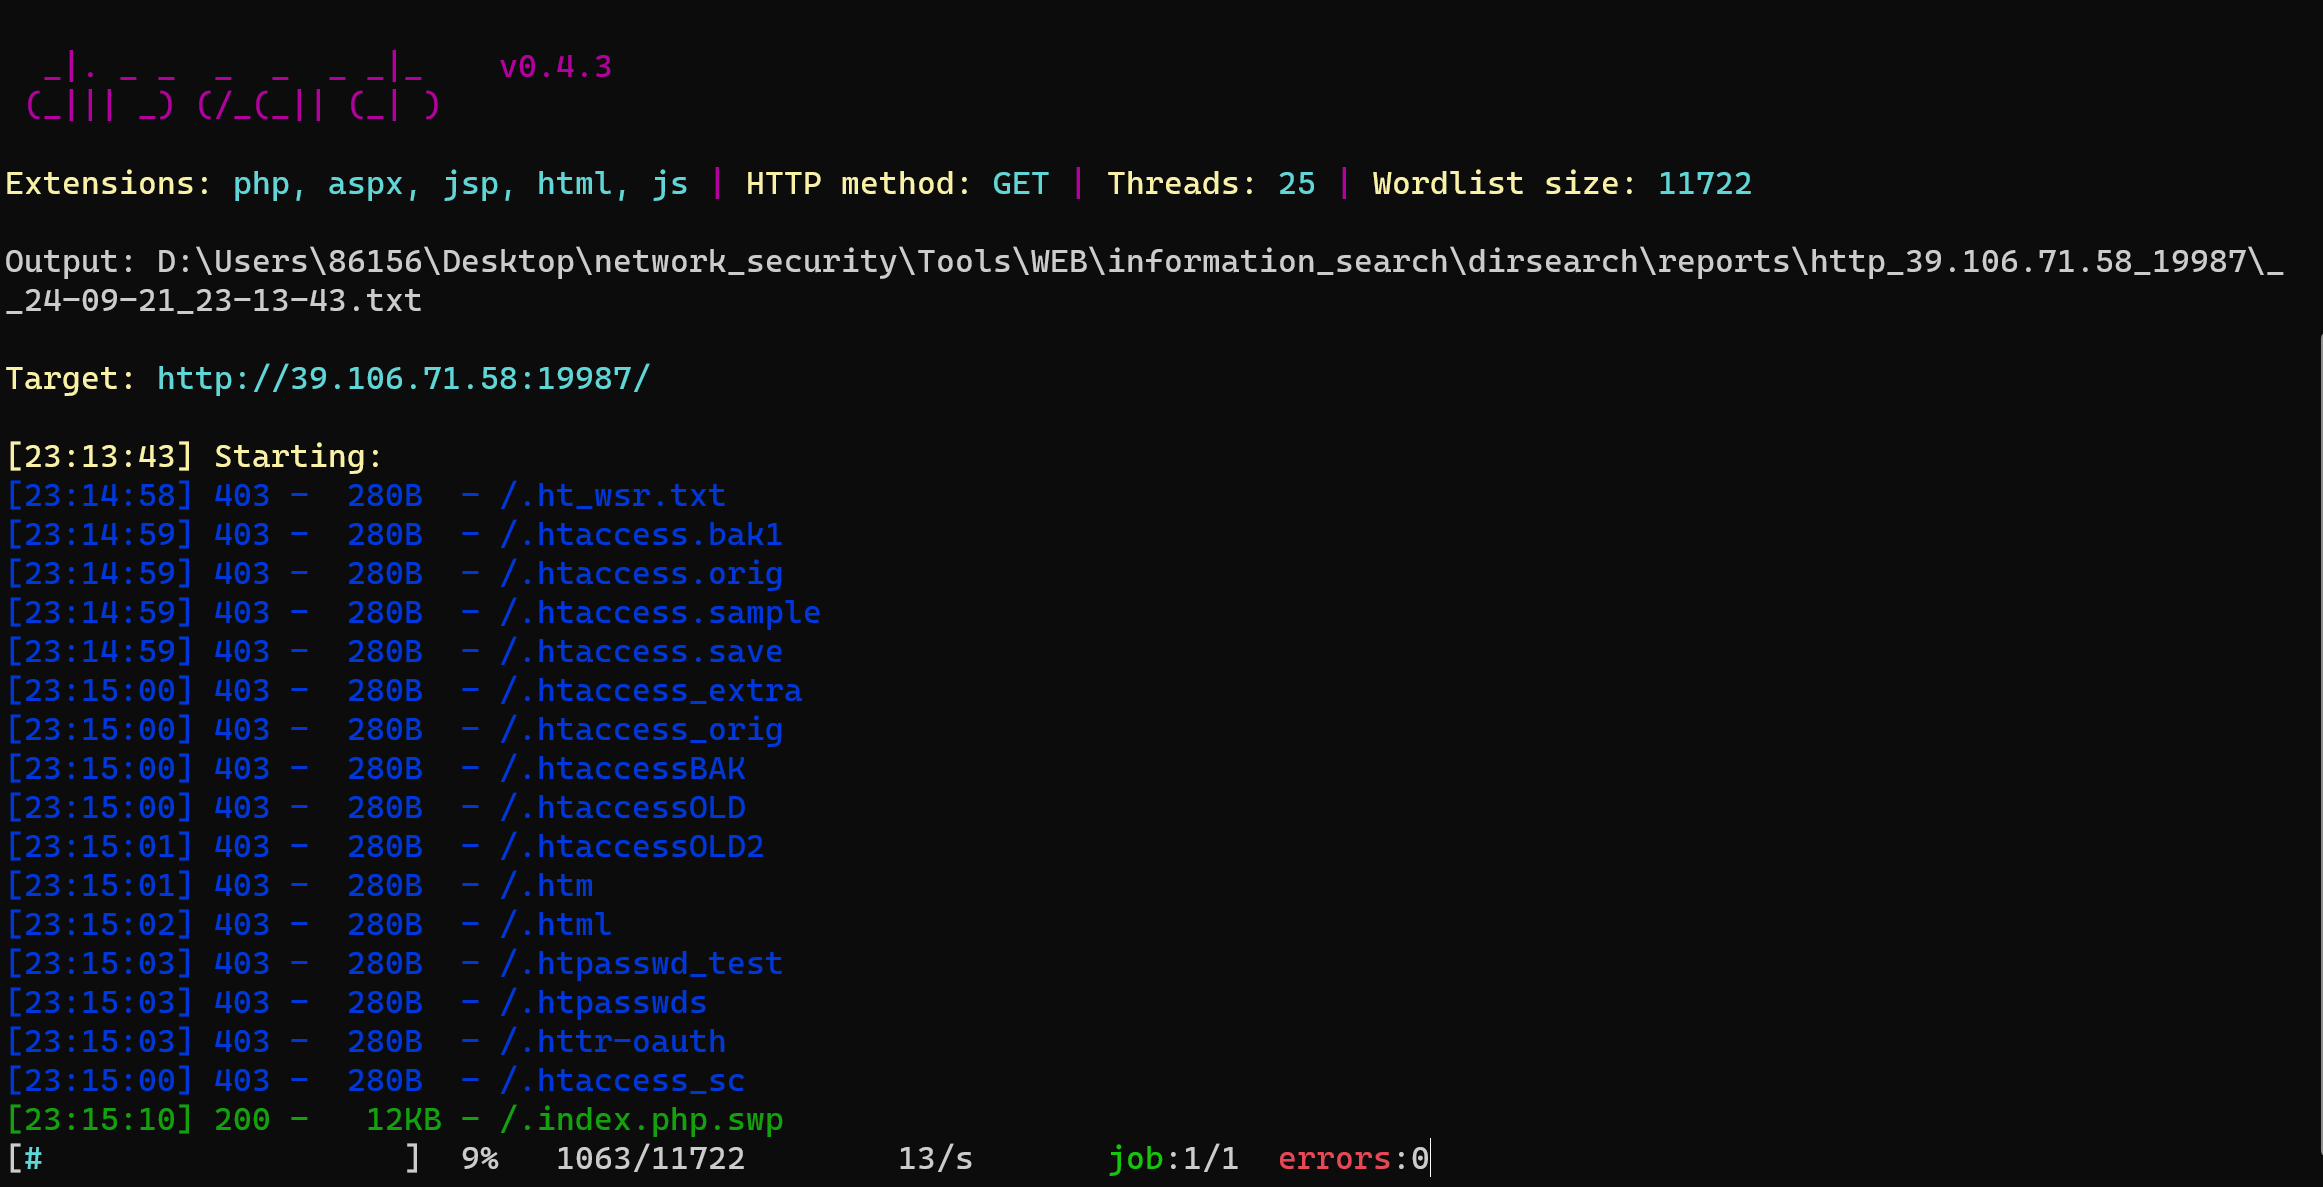 _|. _ _  _  _  _ _|_    v0.4.3
(_||| _) (/_(_|| (_| )
Extensions: php, aspx, jsp, html, js | HTTP method: GET | Threads: 25 | Wordlist size: 11722
Output: D:\Users\86156\Desktop\network_security\Tools\WEB\information_search\dirsearch\reports\http_39.106.71.58_19987\_
_24-09-21_23-13-43.txt
Target: http://39.106.71.58:19987/
[23:13:43] Starting:
[23:14:58] 403 -  280B  - /.ht_wsr.txt
[23:14:59] 403 -  280B  - /.htaccess.bak1
[23:14:59] 403 -  280B  - /.htaccess.orig
[23:14:59] 403 -  280B  - /.htaccess.sample
[23:14:59] 403 -  280B  - /.htaccess.save
[23:15:00] 403 -  280B  - /.htaccess_extra
[23:15:00] 403 -  280B  - /.htaccess_orig
[23:15:00] 403 -  280B  - /.htaccessBAK
[23:15:00] 403 -  280B  - /.htaccessOLD
[23:15:01] 403 -  280B  - /.htaccessOLD2
[23:15:01] 403 -  280B  - /.htm
[23:15:02] 403 -  280B  - /.html
[23:15:03] 403 -  280B  - /.htpasswd_test
[23:15:03] 403 -  280B  - /.htpasswds
[23:15:03] 403 -  280B  - /.httr-oauth
[23:15:00] 403 -  280B  - /.htaccess_sc
[23:15:10] 200 -   12KB - /.index.php.swp
[#                   ]  9%   1063/11722        13/s       job:1/1  errors:0